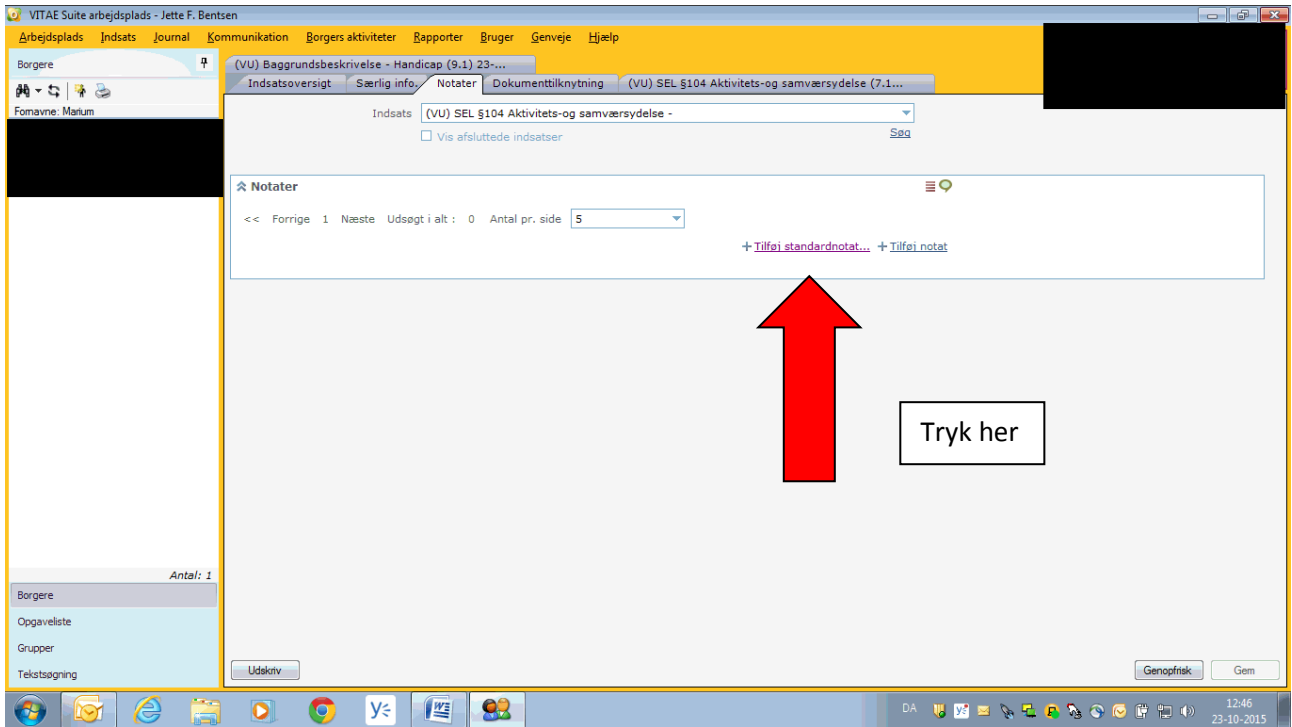 VITAE Suite arbejdsplads - Jette F. Bentsen
Arbejdsplads Indsats Journal Kommunikation Borgers aktiviteter Rapporter Bruger Genveje Hjælp
Borgere
(VU) Baggrundsbeskrivelse - Handicap (9.1) 23-...
Indsatsoversigt Særlig info. Notater Dokumenttilknytning (VU) SEL §104 Aktivitets-og samværsydelse (7.1...
Fornavne: Marium
Indsats (VU) SEL §104 Aktivitets-og samværsydelse -
Vis afsluttede indsatser Søg
Notater
<< Forrige 1 Næste Udsøgt i alt : 0 Antal pr. side 5
+ Tilføj standardnotat... + Tilføj notat
Tryk her
Antal: 1
Borgere
Opgaveliste
Grupper
Tekstsøgning
Udskriv Genopfrisk Gem
DA 12:46
23-10-2015